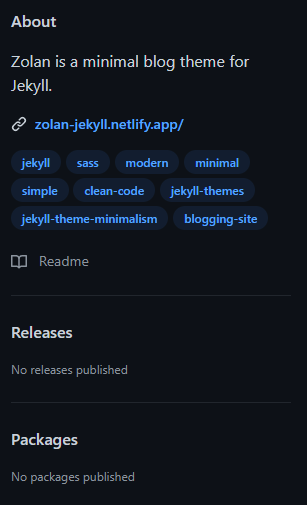 About
Zolan is a minimal blog theme for
Jekyll.
zolan-jekyll.netlify.app/
jekyll sass modern minimal
simple clean-code jekyll-themes
jekyll-theme-minimalism blogging-site
Readme
Releases
No releases published
Packages
No packages published